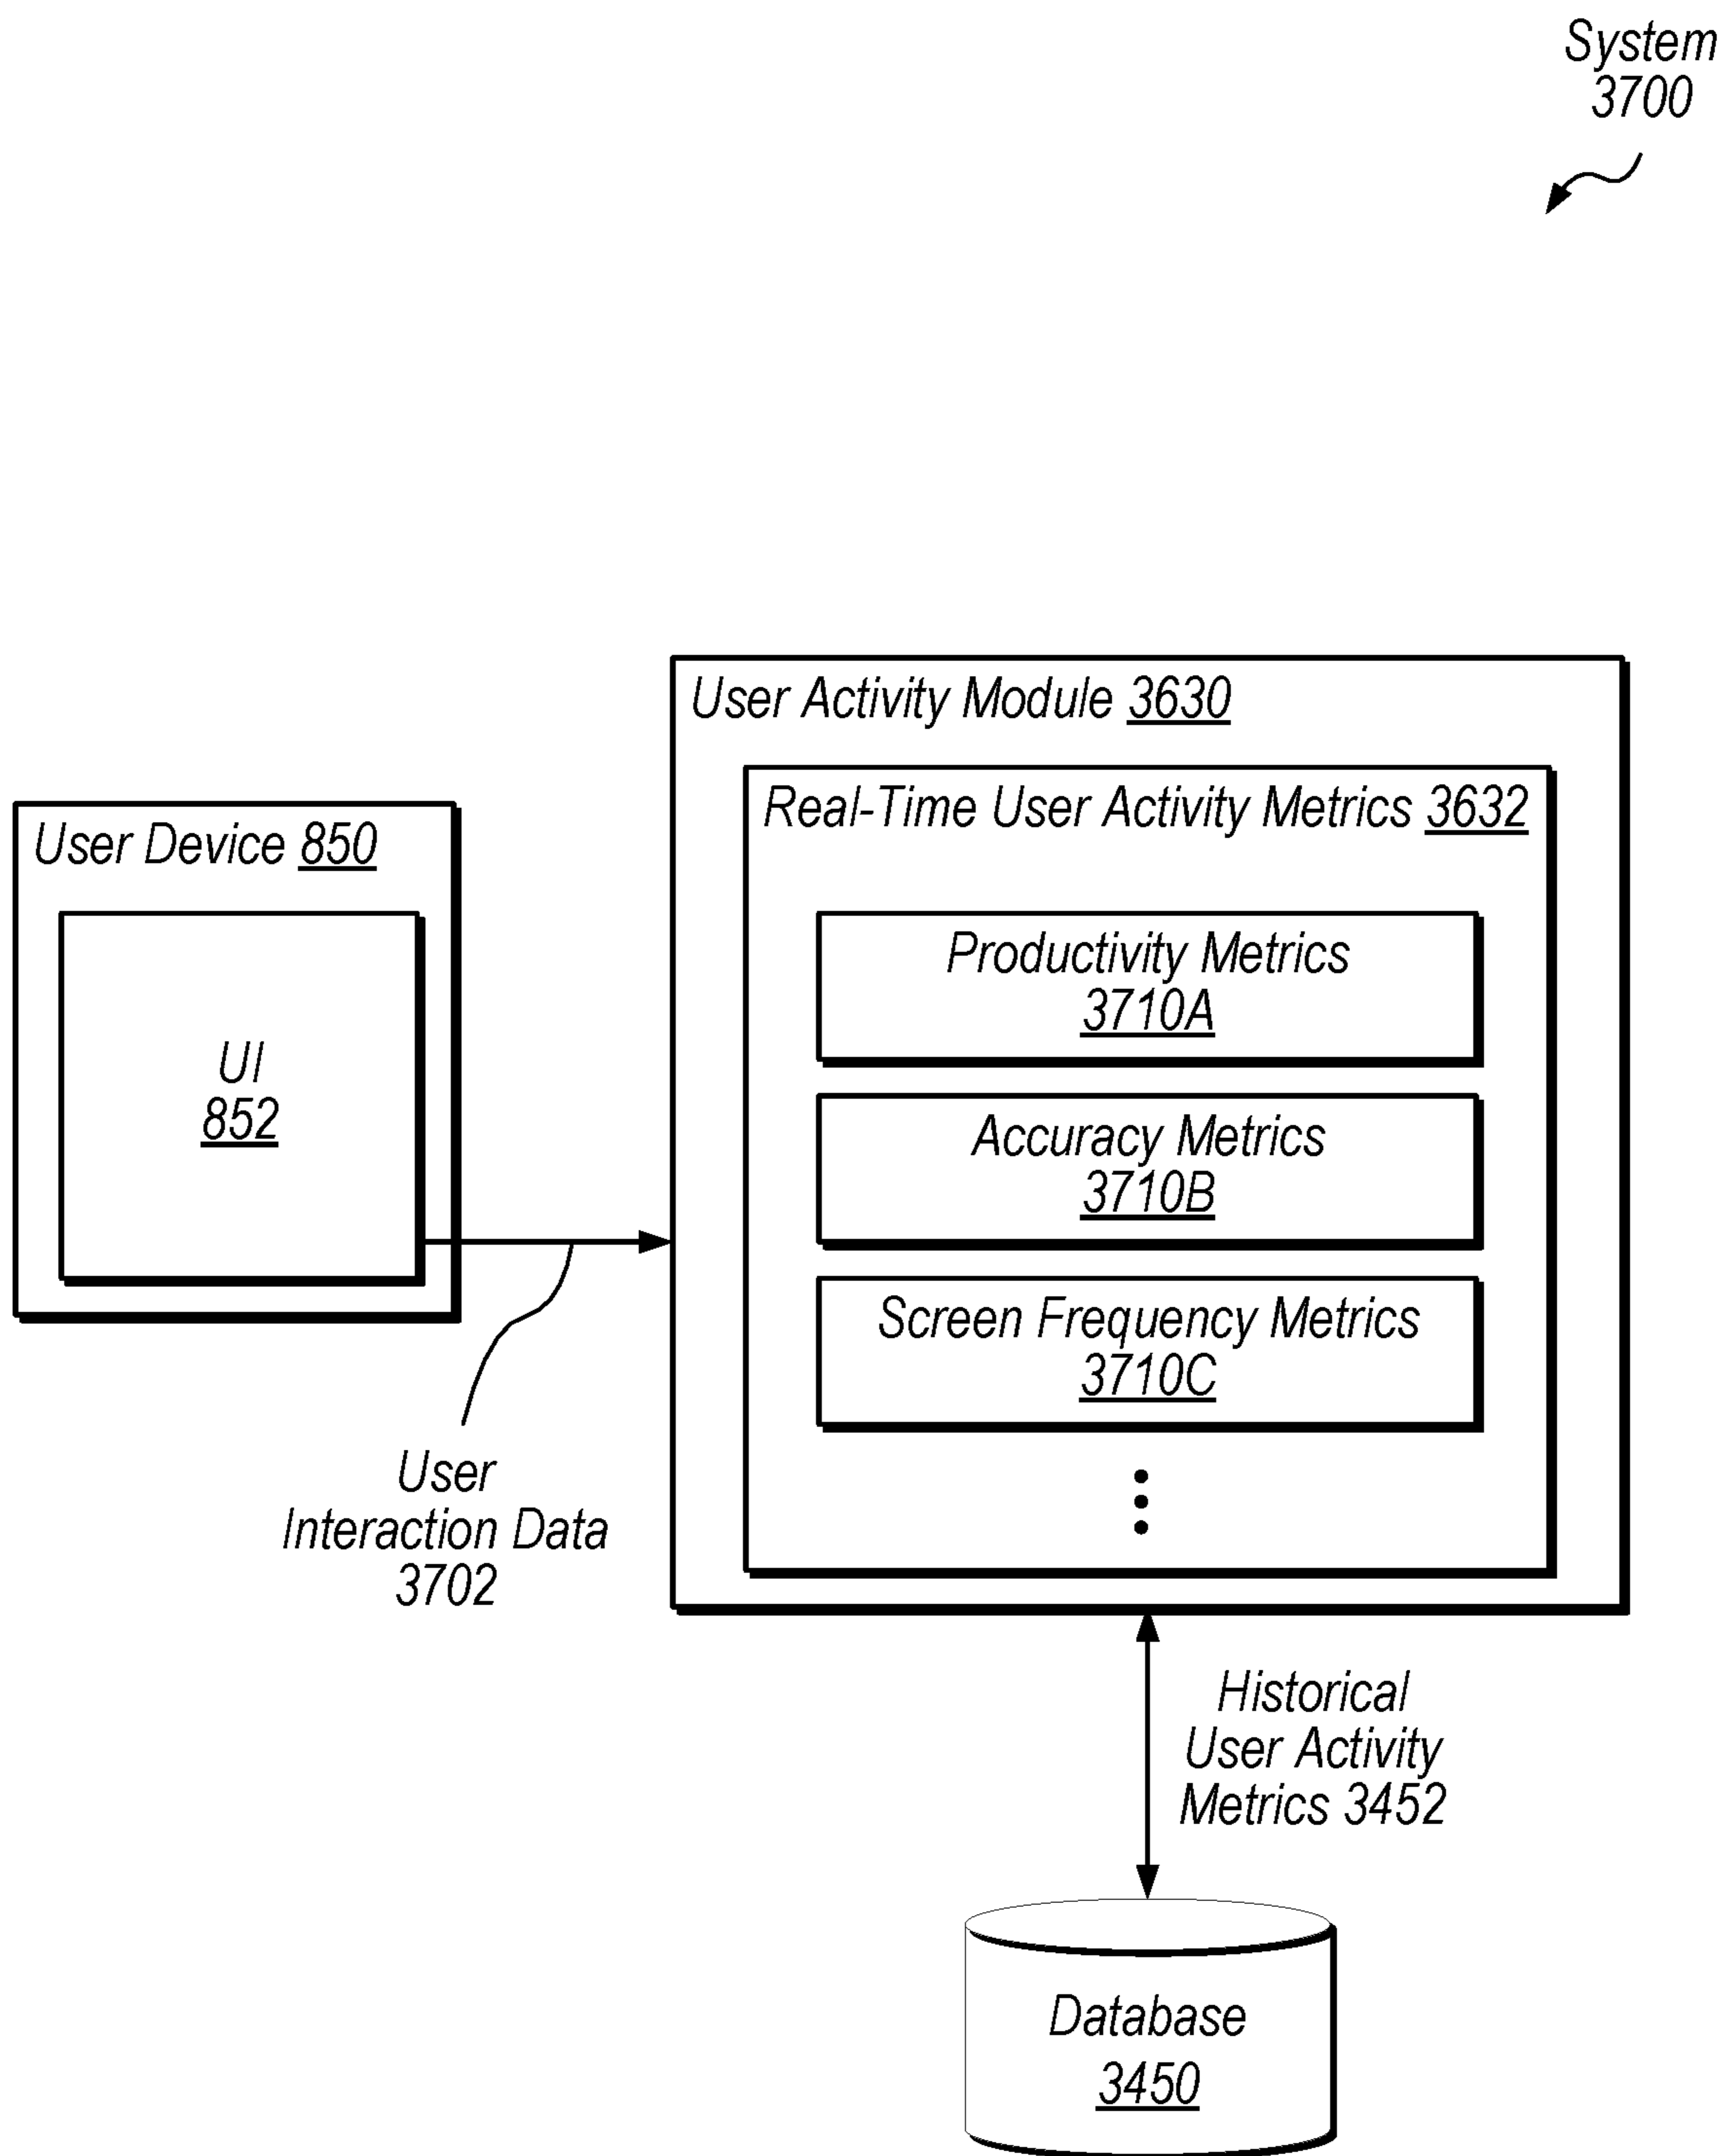 System
3700
User Activity Module 3630
Real-Time User Activity Metrics 3632
User Device 850
Productivity Metrics
3710A
UI
852
Accuracy Metrics
3710B
Screen Frequency Metrics
3710C
User
Interaction Data
3702
Historical
User Activity
Metrics 3452
Database
3450